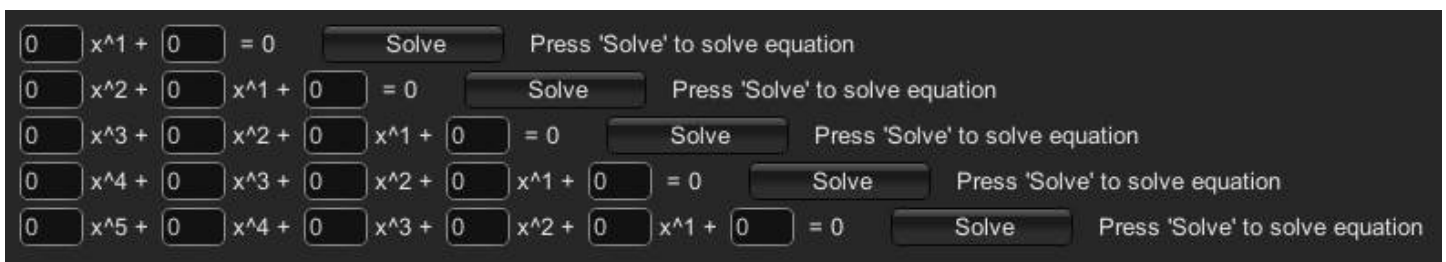 0 x^1 + 0 = 0 Solve Press 'Solve' to solve equation
0 x^2 + 0 x^1 + 0 = 0 Solve Press 'Solve' to solve equation
0 x^3 + 0 x^2 + 0 x^1 + 0 = 0 Solve Press 'Solve' to solve equation
0 x^4 + 0 x^3 + 0 x^2 + 0 x^1 + 0 = 0 Solve Press 'Solve' to solve equation
0 x^5 + 0 x^4 + 0 x^3 + 0 x^2 + 0 x^1 + 0 = 0 Solve Press 'Solve' to solve equation